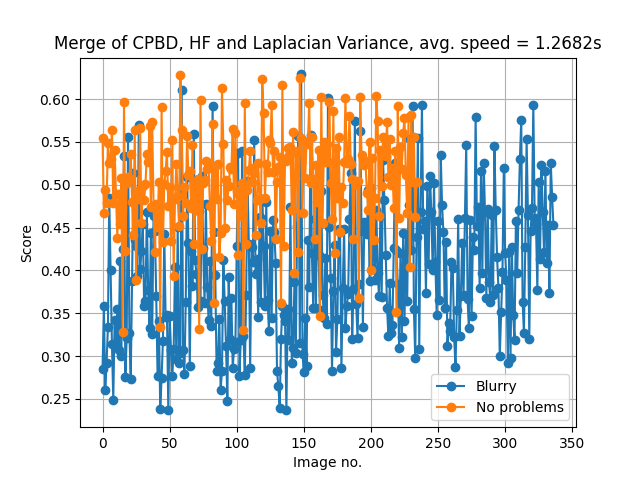 Merge of CPBD, HF and Laplacian Variance, avg. speed = 1.2682s
Score
0.60
0.55
0.50
0.45
0.40
0.35
0.30
0.25
Blurry
No problems
0 50 100 150 200 250 300 350
Image no.